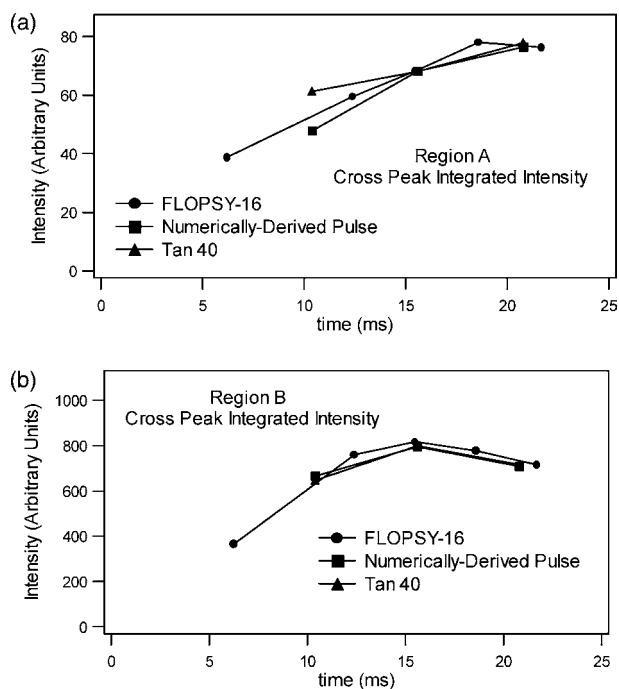 (a)
80
60
40
20
0
Intensity (Arbitrary Units)
Region A
Cross Peak Integrated Intensity
FLOPSY-16
Numerically-Derived Pulse
Tan 40
0 5 10 15 20 25
time (ms)
(b)
1000
800
600
400
200
0
Intensity (Arbitrary Units)
Region B
Cross Peak Integrated Intensity
FLOPSY-16
Numerically-Derived Pulse
Tan 40
0 5 10 15 20 25
time (ms)